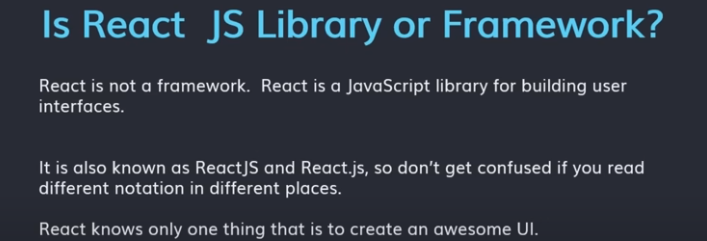 Is React JS Library or Framework?
React is not a framework. React is a JavaScript library for building user
interfaces.
It is also known as ReactJS and React.js, so don't get confused if you read
different notation in different places.
React knows only one thing that is to create an awesome UI.